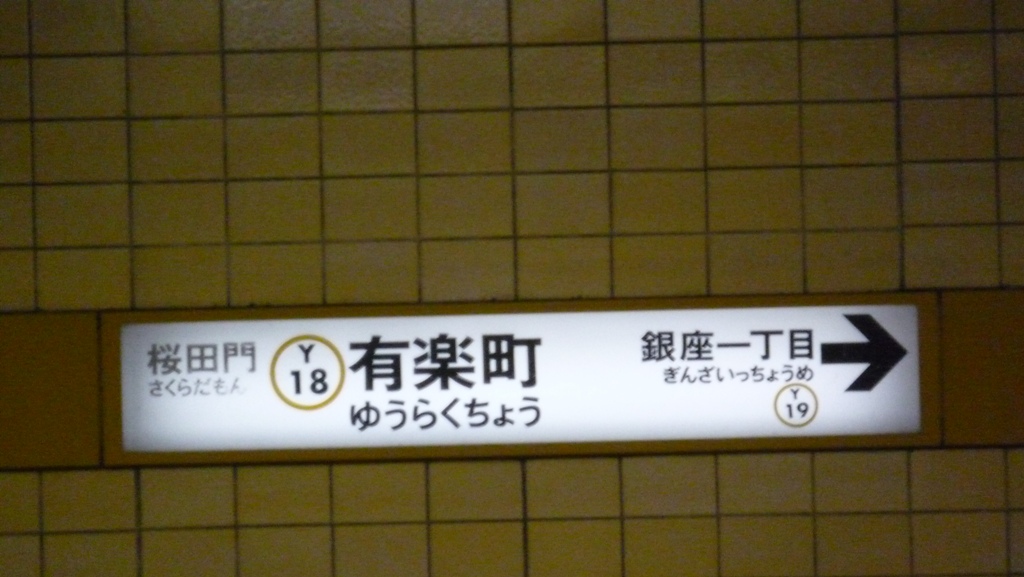 桜田門
さくらだもん
Y
18
有楽町
ゆうらくちょう
銀座一丁目
ぎんざいっちょうめ
Y
19